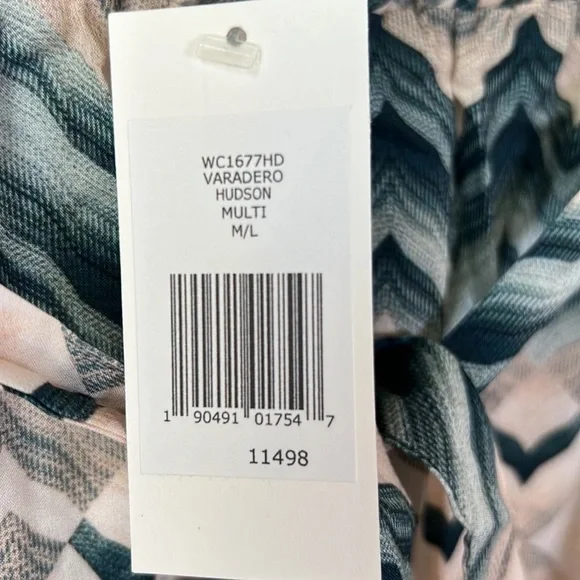 WC1677HD
VARADERO
HUDSON
MULTI
M/L
1 90491 01754 7
11498